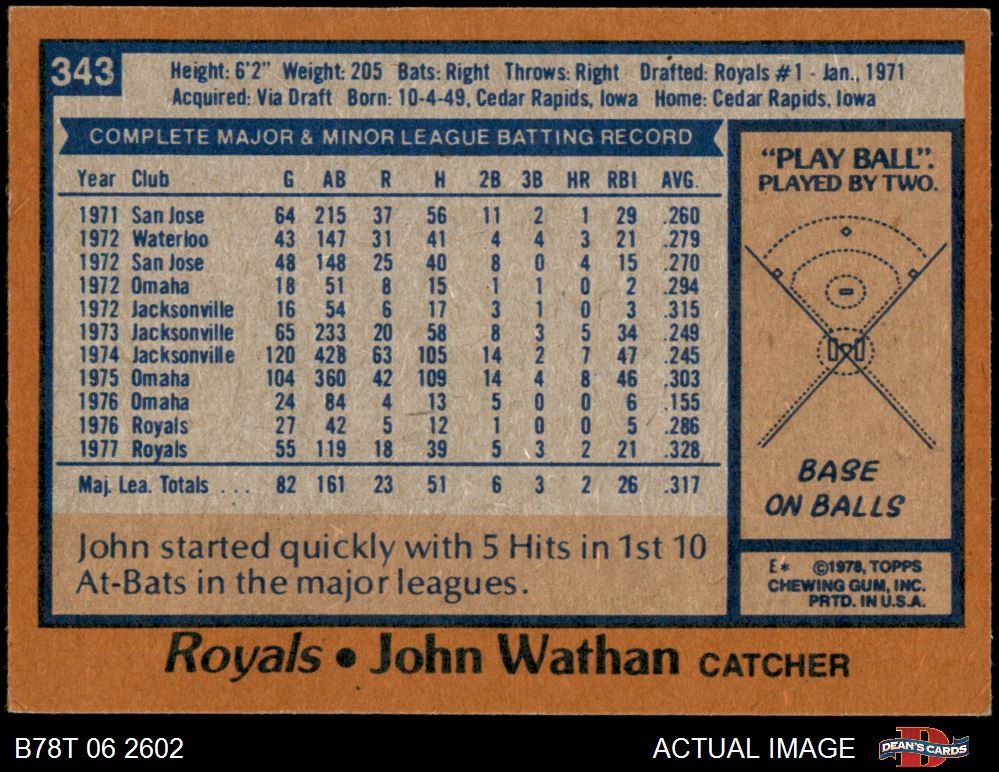 343
Height: 6'2" Weight: 205 Bats: Right Throws: Right Drafted: Royals #1 - Jan., 1971
Acquired: Via Draft Born: 10-4-49, Cedar Rapids, Iowa Home: Cedar Rapids, Iowa
COMPLETE MAJOR & MINOR LEAGUE BATTING RECORD
Year Club G AB R H 2B 3B HR RBI AVG.
1971 San Jose 64 215 37 56 11 2 1 29 .260
1972 Waterloo 43 147 31 41 4 4 3 21 .279
1972 San Jose 48 148 25 40 8 0 4 15 .270
1972 Omaha 18 51 8 15 1 1 0 2 .294
1972 Jacksonville 16 54 6 17 3 1 0 3 .315
1973 Jacksonville 65 233 20 58 8 3 5 34 .249
1974 Jacksonville 120 428 63 105 14 2 7 47 .245
1975 Omaha 104 360 42 109 14 4 8 46 .303
1976 Omaha 24 84 4 13 5 0 0 6 .155
1976 Royals 27 42 5 12 1 0 0 5 .286
1977 Royals 55 119 18 39 5 3 2 21 .328
Maj. Lea. Totals ... 82 161 23 51 6 3 2 26 .317
John started quickly with 5 Hits in 1st 10
At-Bats in the major leagues.
"PLAY BALL".
PLAYED BY TWO.
BASE
ON BALLS
E* ©1978, TOPPS
CHEWING GUM, INC.
PRTD. IN U.S.A.
Royals • John Wathan CATCHER
B78T 06 2602
ACTUAL IMAGE
D
DEAN'S CARDS